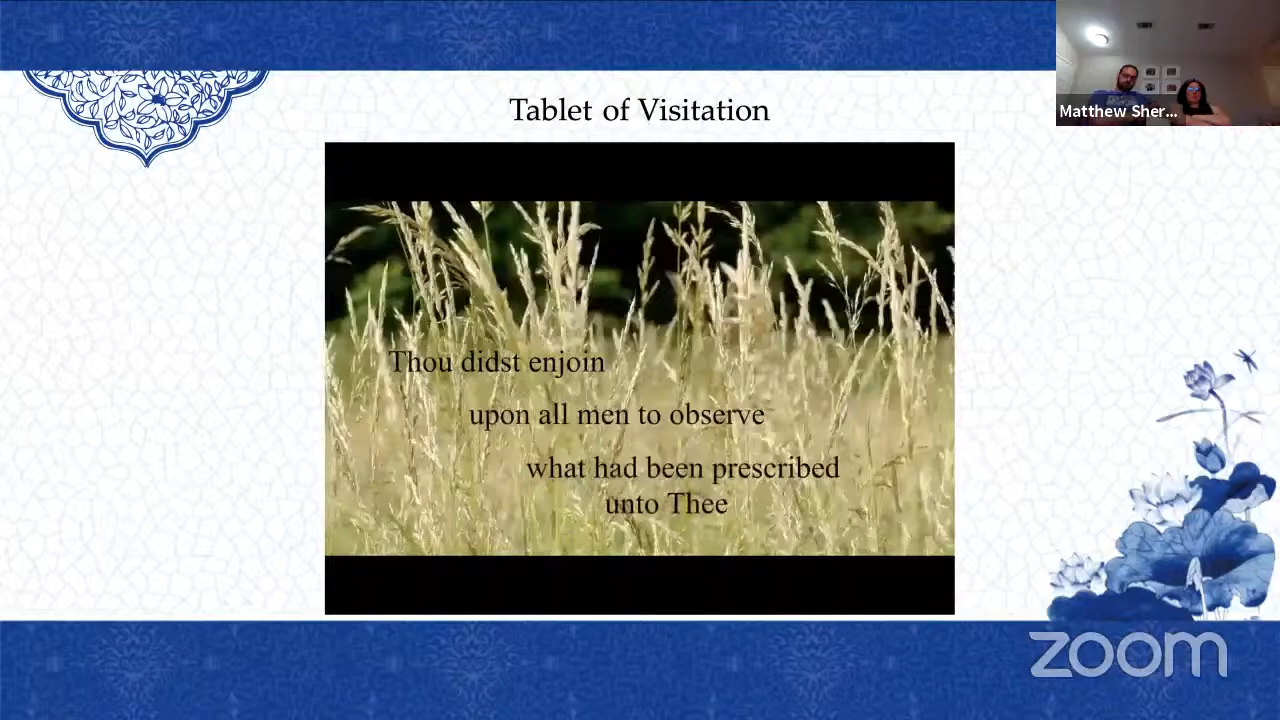 Tablet of Visitation
Matthew Sher...
Thou didst enjoin
upon all men to observe
what had been prescribed
unto Thee
zoom